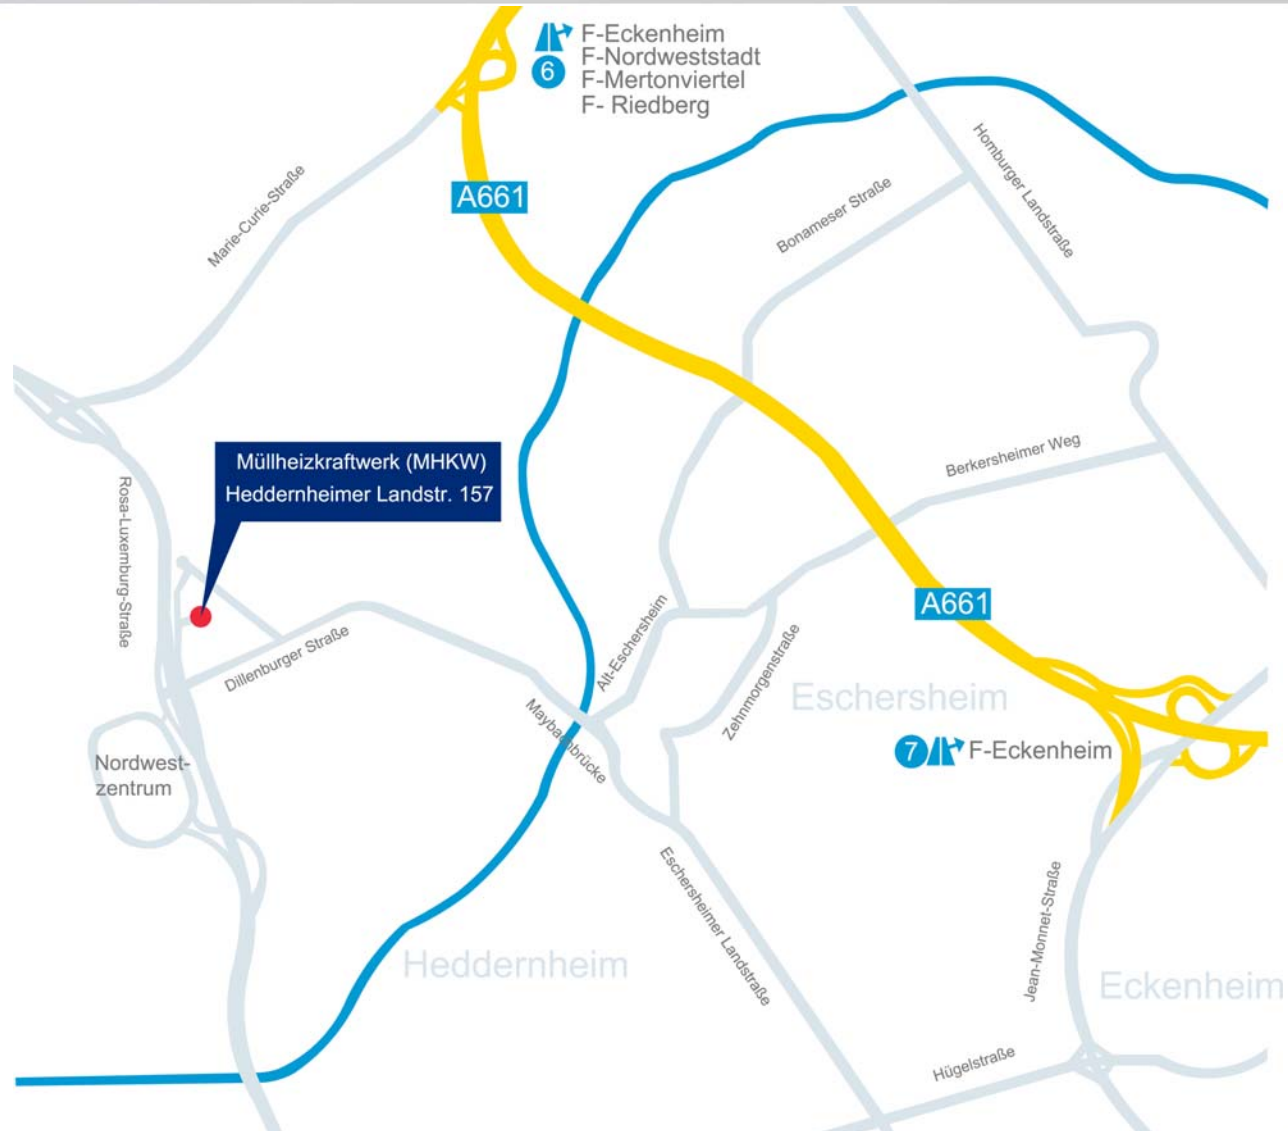 F-Eckenheim
F-Nordweststadt
6
F-Mertonviertel
F- Riedberg
Homburger Landstraße
Marie-Curie-Straße
A661
Bonameser Straße
Berkersheimer Weg
Müllheizkraftwerk (MHKW)
Heddernheimer Landstr. 157
Rosa-Luxemburg-Straße
A661
Alt-Eschersheim
Dillenburger Straße
Zehnmorgenstraße
Eschersheim
Maybachbrücke
7
F-Eckenheim
Nordwest-
zentrum
Eschersheimer Landstraße
Jean-Monnet-Straße
Heddernheim
Eckenheim
Hügelstraße